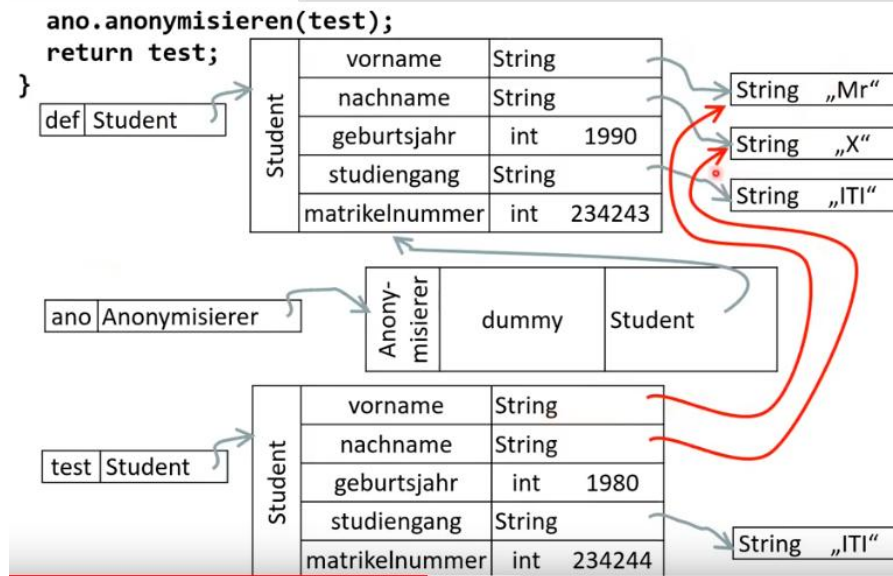 ano.anonymisieren(test);
return test;
}
def Student
Student
vorname String
nachname String
geburtsjahr int 1990
studiengang String
matrikelnummer int 234243
String „Mr“
String „X“
String „ITI“
ano Anonymisierer
Anony-
misierer
dummy Student
test Student
Student
vorname String
nachname String
geburtsjahr int 1980
studiengang String
matrikelnummer int 234244
String „ITI“